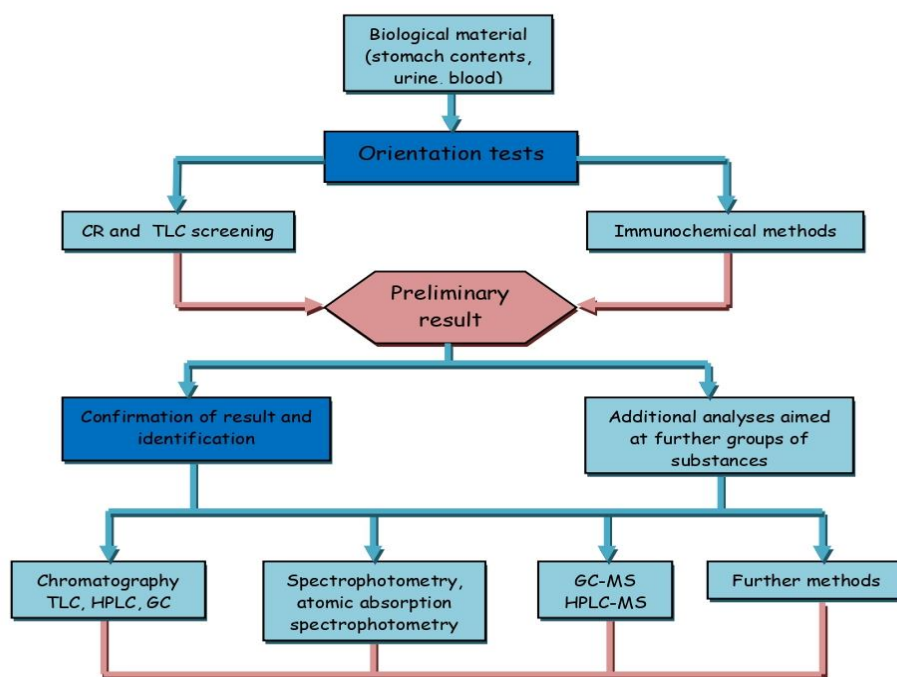 Biological material
(stomach contents,
urine, blood)
Orientation tests
CR and TLC screening
Immunochemical methods
Preliminary
result
Confirmation of result and
identification
Additional analyses aimed
at further groups of
substances
Chromatography
TLC, HPLC, GC
Spectrophotometry,
atomic absorption
spectrophotometry
GC-MS
HPLC-MS
Further methods